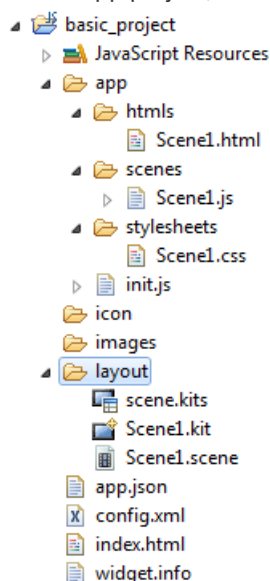 basic_project
JavaScript Resources
app
htmls
Scene1.html
scenes
Scene1.js
stylesheets
Scene1.css
init.js
icon
images
layout
scene.kits
Scene1.kit
Scene1.scene
app.json
config.xml
index.html
widget.info